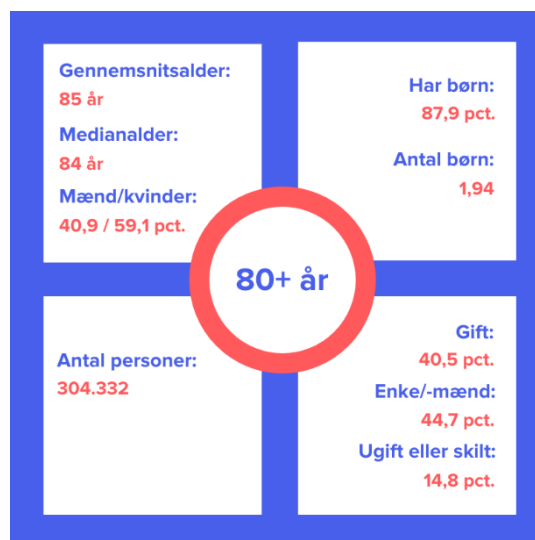 Gennemsnitsalder:
85 år
Medianalder:
84 år
Mænd/kvinder:
40,9 / 59,1 pct.
Har børn:
87,9 pct.
Antal børn:
1,94
80+ år
Antal personer:
304.332
Gift:
40,5 pct.
Enke/-mænd:
44,7 pct.
Ugift eller skilt:
14,8 pct.